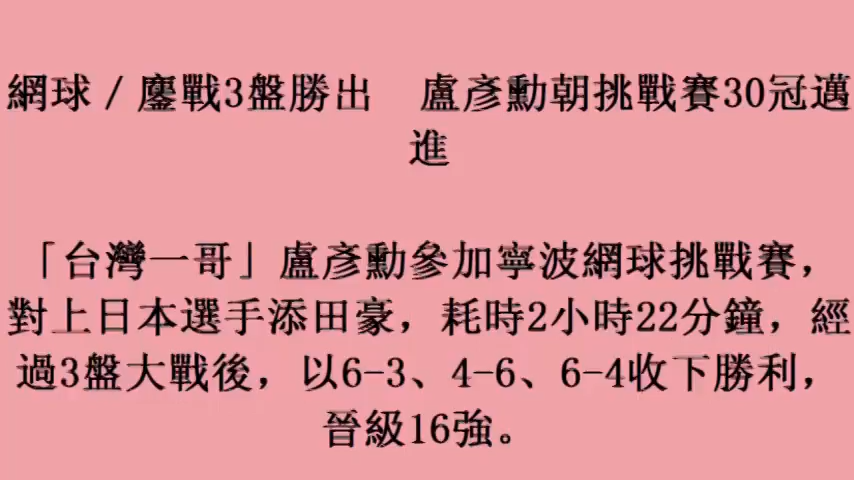 網球／鏖戰3盤勝出　盧彥勳朝挑戰賽30冠邁
進
「台灣一哥」盧彥勳參加寧波網球挑戰賽，
對上日本選手添田豪，耗時2小時22分鐘，經
過3盤大戰後，以6-3、4-6、6-4收下勝利，
晉級16強。